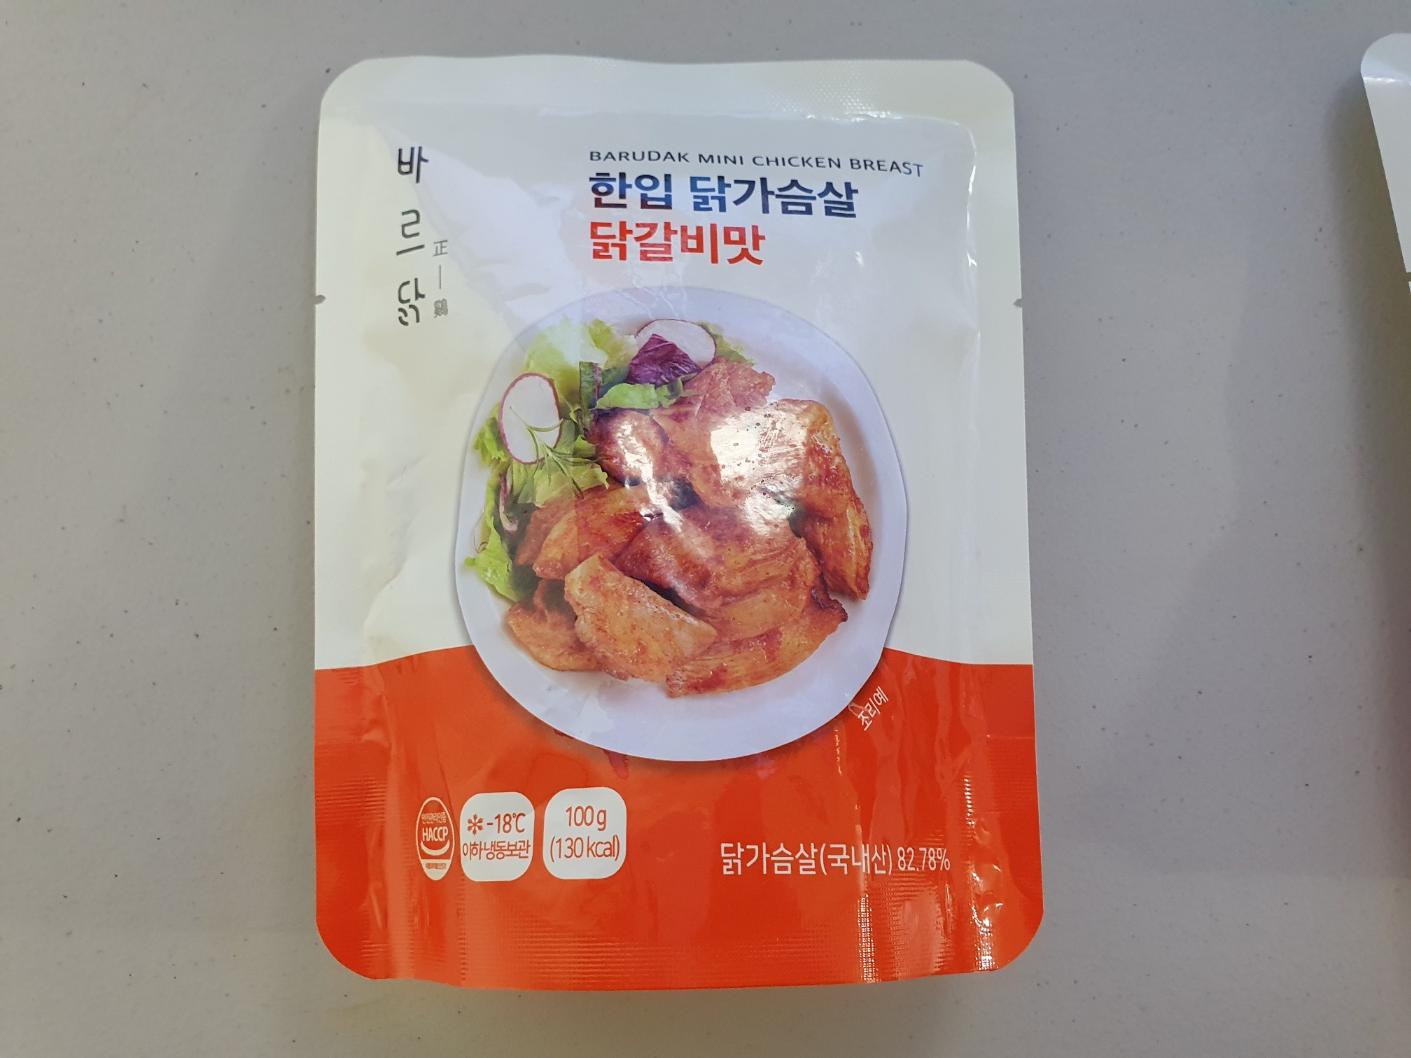 바르닭
正
鷄
BARUDAK MINI CHICKEN BREAST
한입 닭가슴살
닭갈비맛
조리예
HACCP
-18℃
이하 냉동보관
100g
(130 kcal)
닭가슴살(국내산) 82.78%